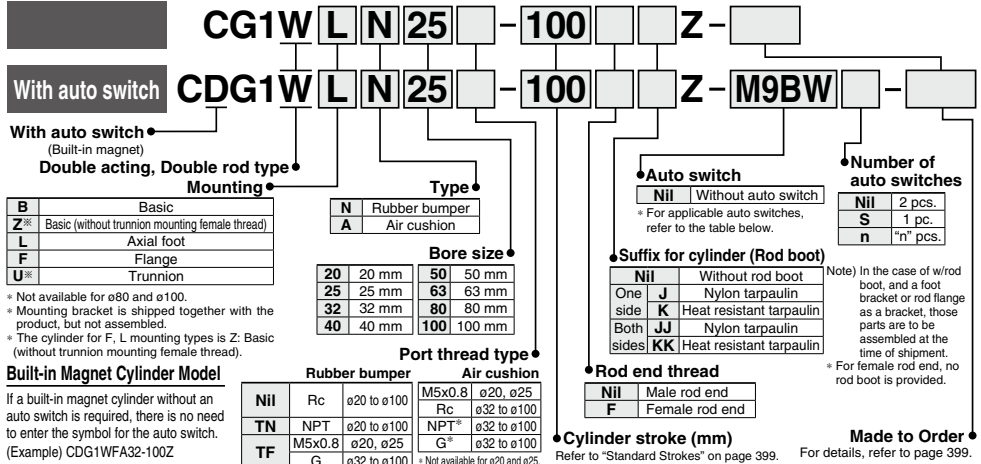 CG1W L N 25 - 100 Z -
With auto switch CDG1W L N 25 - 100 Z - M9BW -
With auto switch
(Built-in magnet)
Double acting, Double rod type
Mounting
B Basic
Z※ Basic (without trunnion mounting female thread)
L Axial foot
F Flange
U※ Trunnion
* Not available for ø80 and ø100.
* Mounting bracket is shipped together with the
product, but not assembled.
* The cylinder for F, L mounting types is Z: Basic
(without trunnion mounting female thread).
Built-in Magnet Cylinder Model
If a built-in magnet cylinder without an
auto switch is required, there is no need
to enter the symbol for the auto switch.
(Example) CDG1WFA32-100Z
Type
N Rubber bumper
A Air cushion
Bore size
20 20 mm 50 50 mm
25 25 mm 63 63 mm
32 32 mm 80 80 mm
40 40 mm 100 100 mm
Port thread type
Rubber bumper Air cushion
Nil Rc ø20 to ø100 M5x0.8 ø20, ø25
Rc ø32 to ø100
TN NPT ø20 to ø100 NPT* ø32 to ø100
TF M5x0.8 ø20, ø25 G* ø32 to ø100
G ø32 to ø100 * Not available for ø20 and ø25.
Auto switch
Nil Without auto switch
* For applicable auto switches,
refer to the table below.
Suffix for cylinder (Rod boot)
Nil Without rod boot
One side J Nylon tarpaulin
K Heat resistant tarpaulin
Both sides JJ Nylon tarpaulin
KK Heat resistant tarpaulin
Rod end thread
Nil Male rod end
F Female rod end
Cylinder stroke (mm)
Refer to "Standard Strokes" on page 399.
Number of
auto switches
Nil 2 pcs.
S 1 pc.
n "n" pcs.
Note) In the case of w/rod
boot, and a foot
bracket or rod flange
as a bracket, those
parts are to be
assembled at the
time of shipment.
* For female rod end, no
rod boot is provided.
Made to Order
For details, refer to page 399.